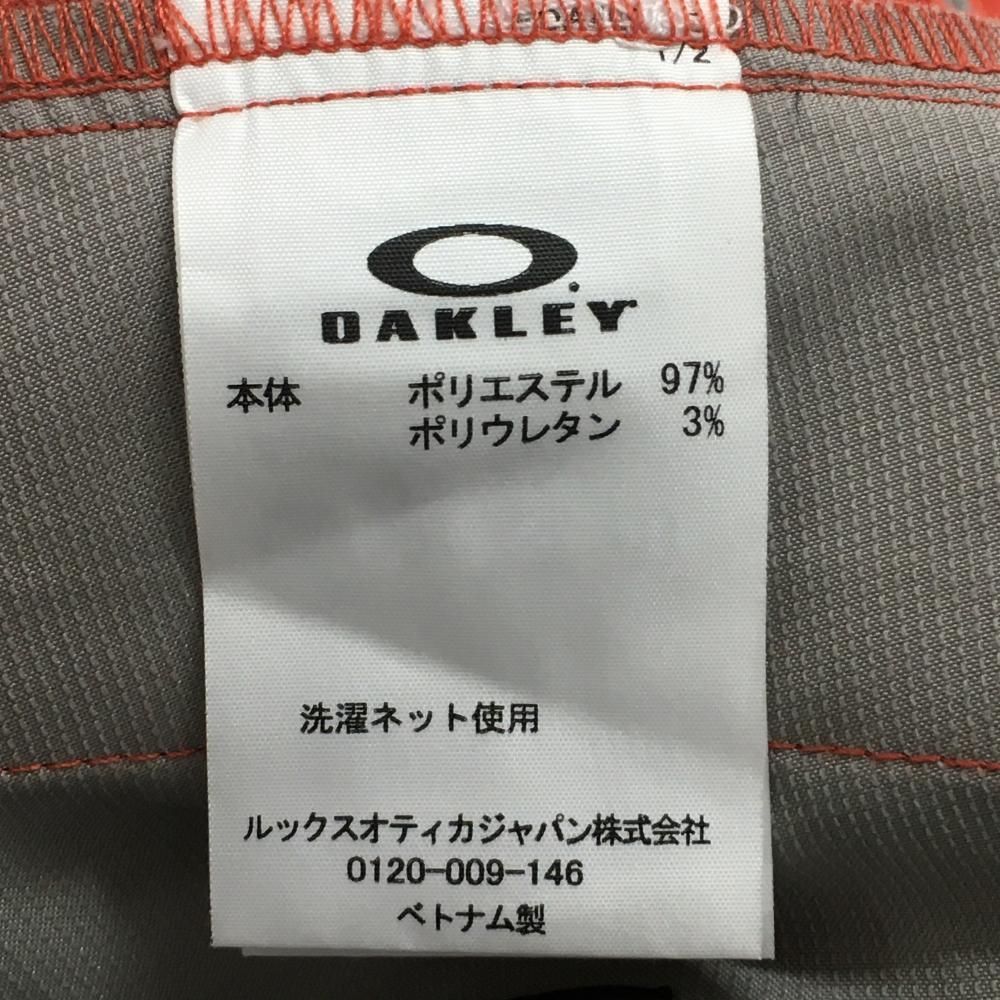 1/2
OAKLEY
本体 ポリエステル 97%
ポリウレタン 3%
洗濯ネット使用
ルックスオティカジャパン株式会社
0120-009-146
ベトナム製